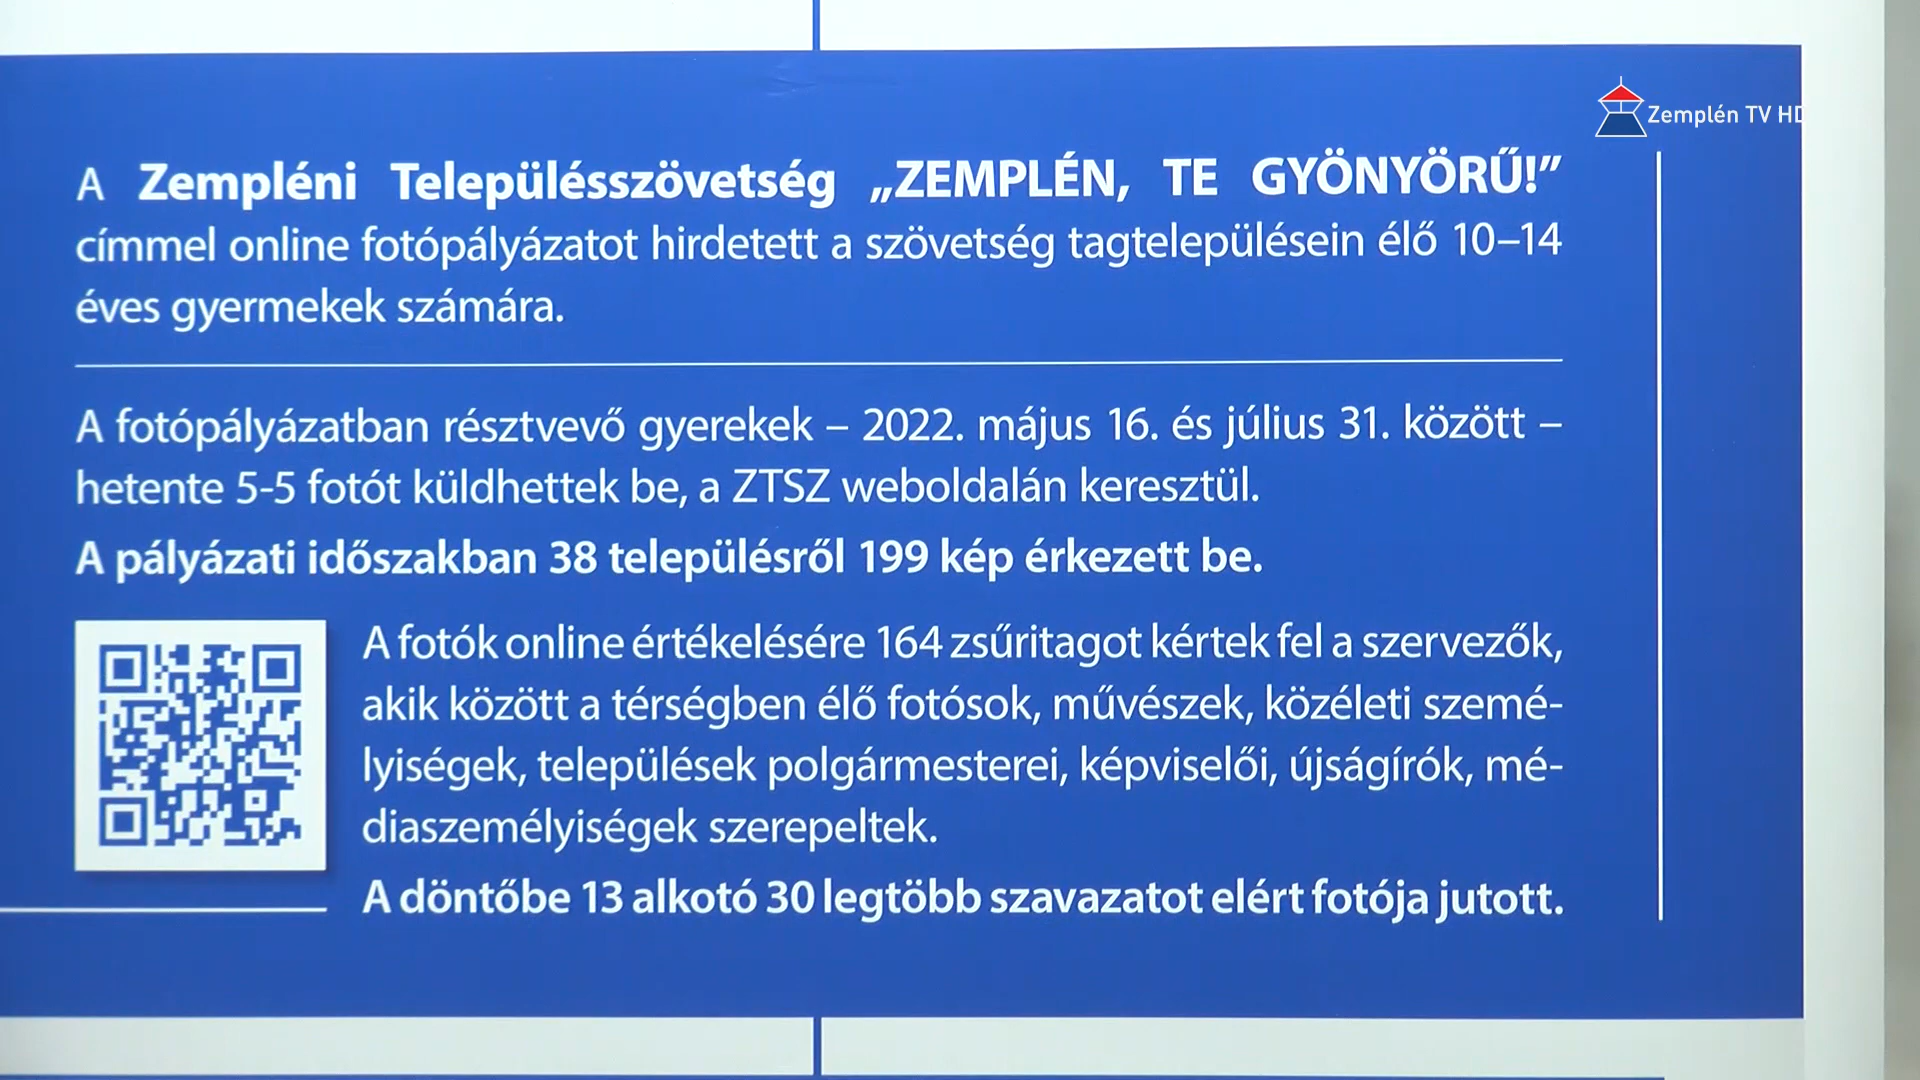 Zemplén TV HD
A Zempléni Településszövetség „ZEMPLÉN, TE GYÖNYÖRŰ!”
címmel online fotópályázatot hirdetett a szövetség tagtelepülésein élő 10–14
éves gyermekek számára.
A fotópályázatban résztvevő gyerekek – 2022. május 16. és július 31. között –
hetente 5-5 fotót küldhettek be, a ZTSZ weboldalán keresztül.
A pályázati időszakban 38 településről 199 kép érkezett be.
A fotók online értékelésére 164 zsűritagot kértek fel a szervezők,
akik között a térségben élő fotósok, művészek, közéleti szemé-
lyiségek, települések polgármesterei, képviselői, újságírók, mé-
diaszemélyiségek szerepeltek.
A döntőbe 13 alkotó 30 legtöbb szavazatot elért fotója jutott.